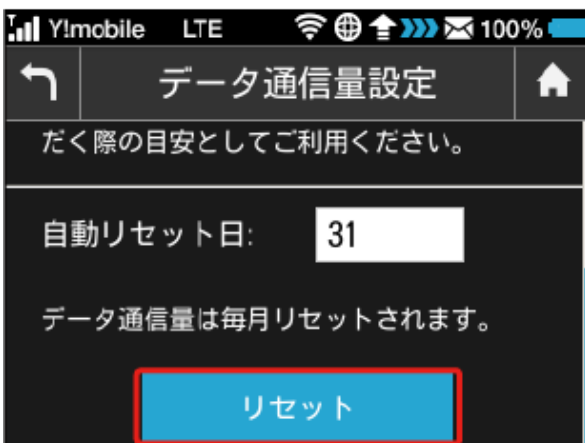 Y!mobile LTE 100%
データ通信量設定
だく際の目安としてご利用ください。
自動リセット日: 31
データ通信量は毎月リセットされます。
リセット